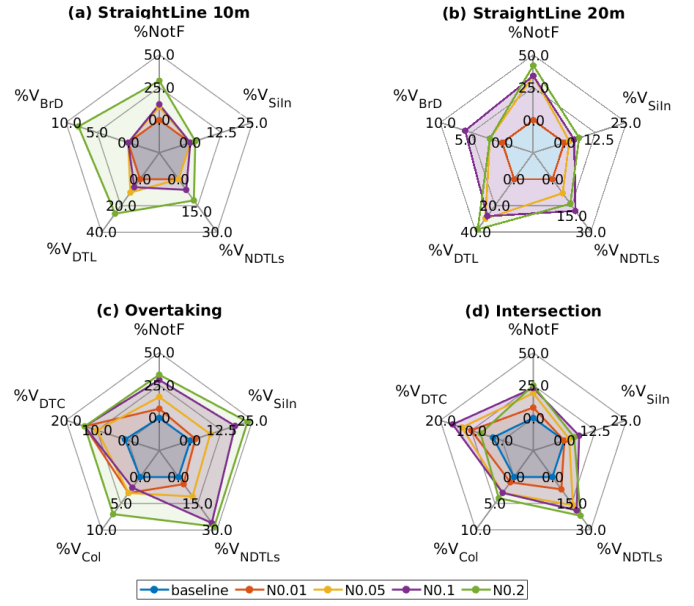 (a) StraightLine 10m
(b) StraightLine 20m
%NotF
%NotF
50.0
50.0
%V_BrD
%V_SiIn
%V_BrD
%V_SiIn
25.0
25.0
10.0
5.0
0.0
0.0
0.0
12.5
25.0
10.0
5.0
0.0
0.0
0.0
12.5
25.0
0.0
0.0
0.0
0.0
20.0
15.0
20.0
15.0
40.0
30.0
40.0
30.0
%V_DTL
%V_NDTLs
%V_DTL
%V_NDTLs
(c) Overtaking
(d) Intersection
%NotF
%NotF
50.0
50.0
%V_DTC
%V_SiIn
%V_DTC
%V_SiIn
25.0
25.0
20.0
10.0
0.0
0.0
0.0
12.5
25.0
20.0
10.0
0.0
0.0
0.0
12.5
25.0
0.0
0.0
0.0
0.0
5.0
15.0
5.0
15.0
10.0
30.0
10.0
30.0
%V_Col
%V_NDTLs
%V_Col
%V_NDTLs
baseline N0.01 N0.05 N0.1 N0.2